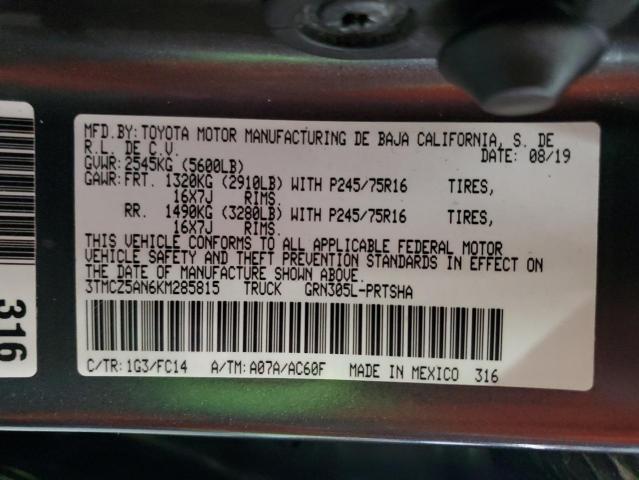 MFD.BY: TOYOTA MOTOR MANUFACTURING DE BAJA CALIFORNIA, S. DE
R.L. DE C.V. DATE: 08/19
GVWR: 2545KG (5600LB)
GAWR: FRT. 1320KG (2910LB) WITH P245/75R16 TIRES,
16X7J RIMS.
RR. 1490KG (3280LB) WITH P245/75R16 TIRES,
16X7J RIMS.
THIS VEHICLE CONFORMS TO ALL APPLICABLE FEDERAL MOTOR
VEHICLE SAFETY AND THEFT PREVENTION STANDARDS IN EFFECT ON
THE DATE OF MANUFACTURE SHOWN ABOVE.
3TMCZ5AN6KM285815 TRUCK GRN305L-PRTSHA
C/TR: 1G3/FC14 A/TM: A07A/AC60F MADE IN MEXICO 316
316